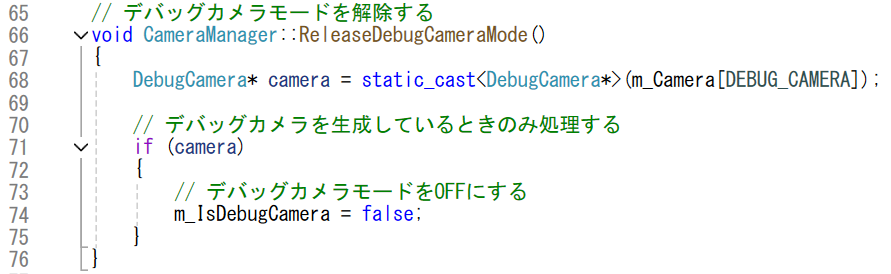 65 // デバッグカメラモードを解除する
66 void CameraManager::ReleaseDebugCameraMode()
67 {
68 DebugCamera* camera = static_cast<DebugCamera*>(m_Camera[DEBUG_CAMERA]);
69
70 // デバッグカメラを生成しているときのみ処理する
71 if (camera)
72 {
73 // デバッグカメラモードをOFFにする
74 m_IsDebugCamera = false;
75 }
76 }